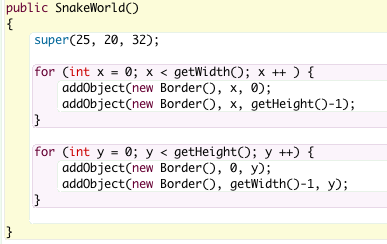 public SnakeWorld()
{
    super(25, 20, 32);
    for (int x = 0; x < getWidth(); x ++ ) {
        addObject(new Border(), x, 0);
        addObject(new Border(), x, getHeight()-1);
    }
    for (int y = 0; y < getHeight(); y ++) {
        addObject(new Border(), 0, y);
        addObject(new Border(), getWidth()-1, y);
    }
}